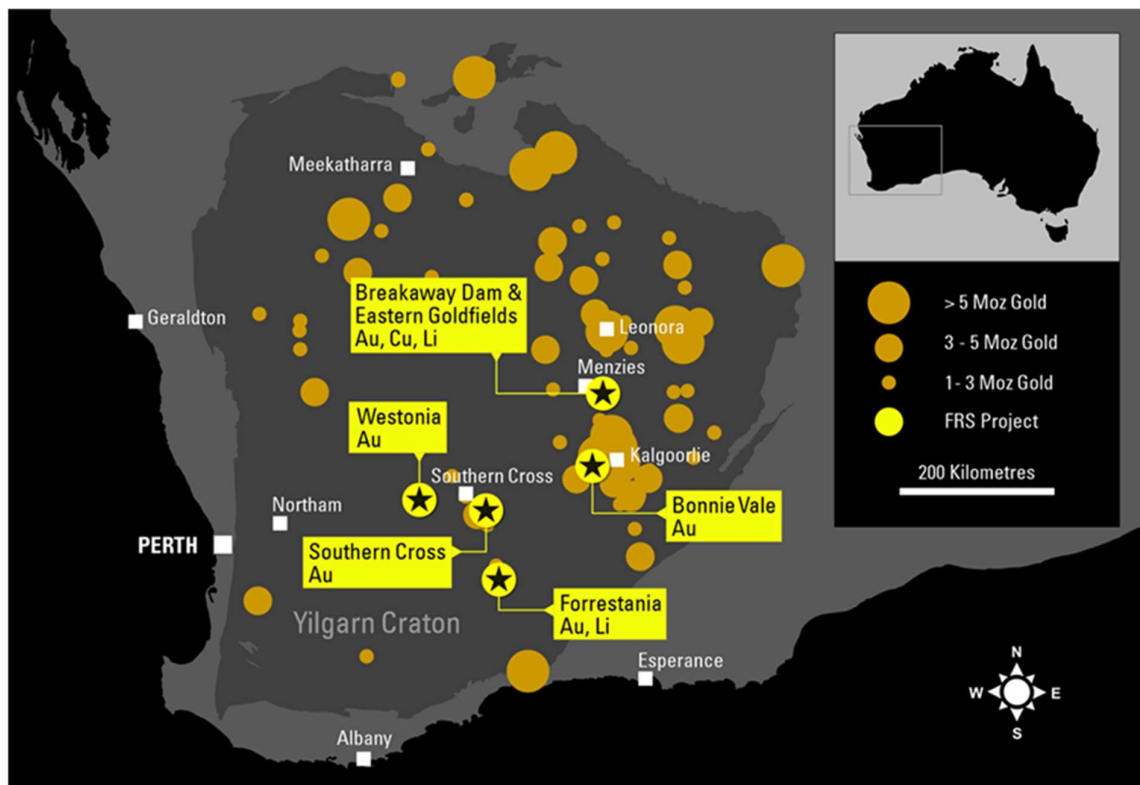 Meekatharra
Geraldton
Breakaway Dam &
Eastern Goldfields
Au, Cu, Li
Leonora
Menzies
Westonia
Au
Southern Cross
Kalgoorlie
Northam
PERTH
Southern Cross
Au
Bonnie Vale
Au
Forrestania
Au, Li
Yilgarn Craton
Esperance
Albany
> 5 Moz Gold
3 - 5 Moz Gold
1- 3 Moz Gold
FRS Project
200 Kilometres
N
W
E
S